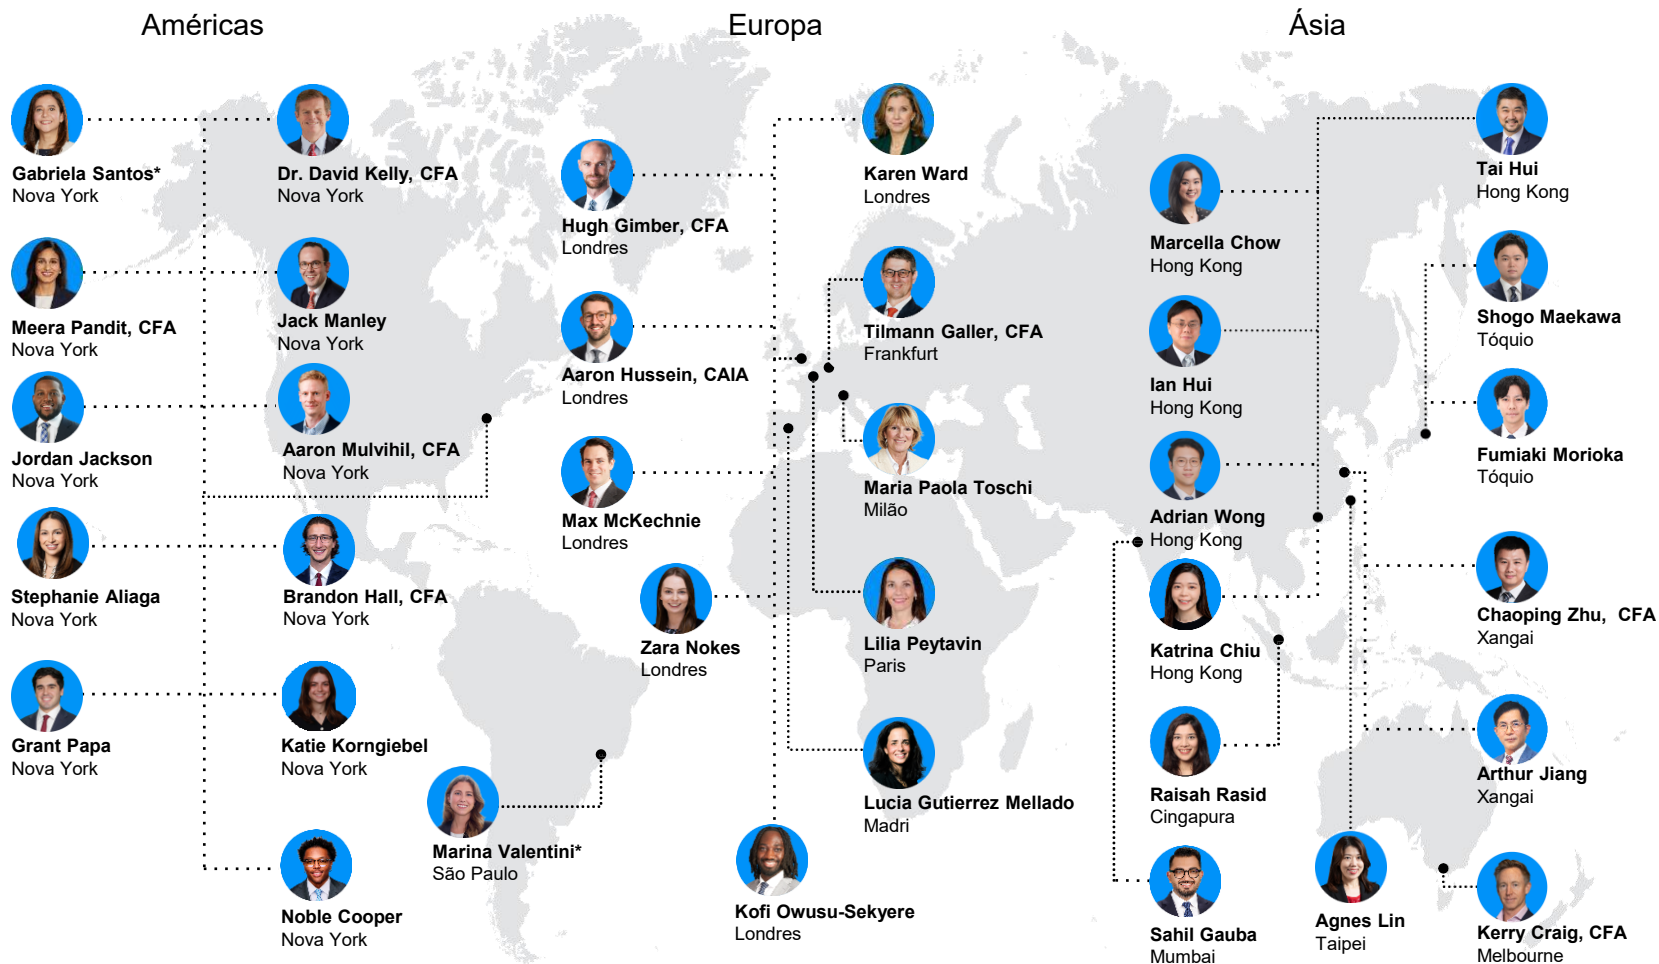 Américas
Europa
Ásia
Gabriela Santos*
Nova York
Dr. David Kelly, CFA
Nova York
Meera Pandit, CFA
Nova York
Jack Manley
Nova York
Jordan Jackson
Nova York
Aaron Mulvihil, CFA
Nova York
Stephanie Aliaga
Nova York
Brandon Hall, CFA
Nova York
Grant Papa
Nova York
Katie Korngiebel
Nova York
Noble Cooper
Nova York
Marina Valentini*
São Paulo
Hugh Gimber, CFA
Londres
Aaron Hussein, CAIA
Londres
Max McKechnie
Londres
Zara Nokes
Londres
Kofi Owusu-Sekyere
Londres
Karen Ward
Londres
Tilmann Galler, CFA
Frankfurt
Maria Paola Toschi
Milão
Lilia Peytavin
Paris
Lucia Gutierrez Mellado
Madri
Marcella Chow
Hong Kong
Ian Hui
Hong Kong
Adrian Wong
Hong Kong
Katrina Chiu
Hong Kong
Raisah Rasid
Cingapura
Sahil Gauba
Mumbai
Agnes Lin
Taipei
Tai Hui
Hong Kong
Shogo Maekawa
Tóquio
Fumiaki Morioka
Tóquio
Chaoping Zhu, CFA
Xangai
Arthur Jiang
Xangai
Kerry Craig, CFA
Melbourne